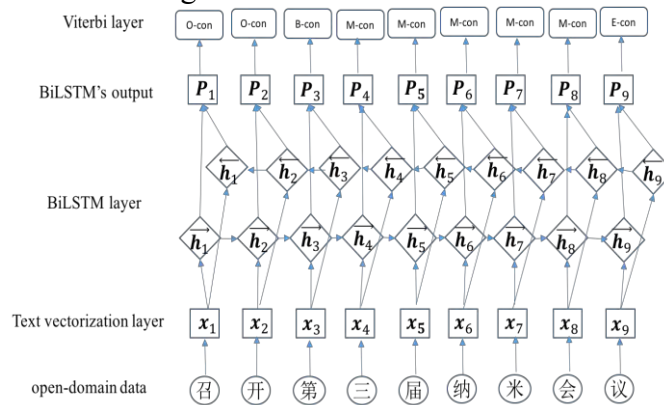 Viterbi layer O-con O-con B-con M-con M-con M-con M-con M-con E-con
BiLSTM's output P₁ P₂ P₃ P₄ P₅ P₆ P₇ P₈ P₉
h₁ h₂ h₃ h₄ h₅ h₆ h₇ h₈ h₉
BiLSTM layer
h₁ h₂ h₃ h₄ h₅ h₆ h₇ h₈ h₉
Text vectorization layer x₁ x₂ x₃ x₄ x₅ x₆ x₇ x₈ x₉
open-domain data 召 开 第 三 届 纳 米 会 议